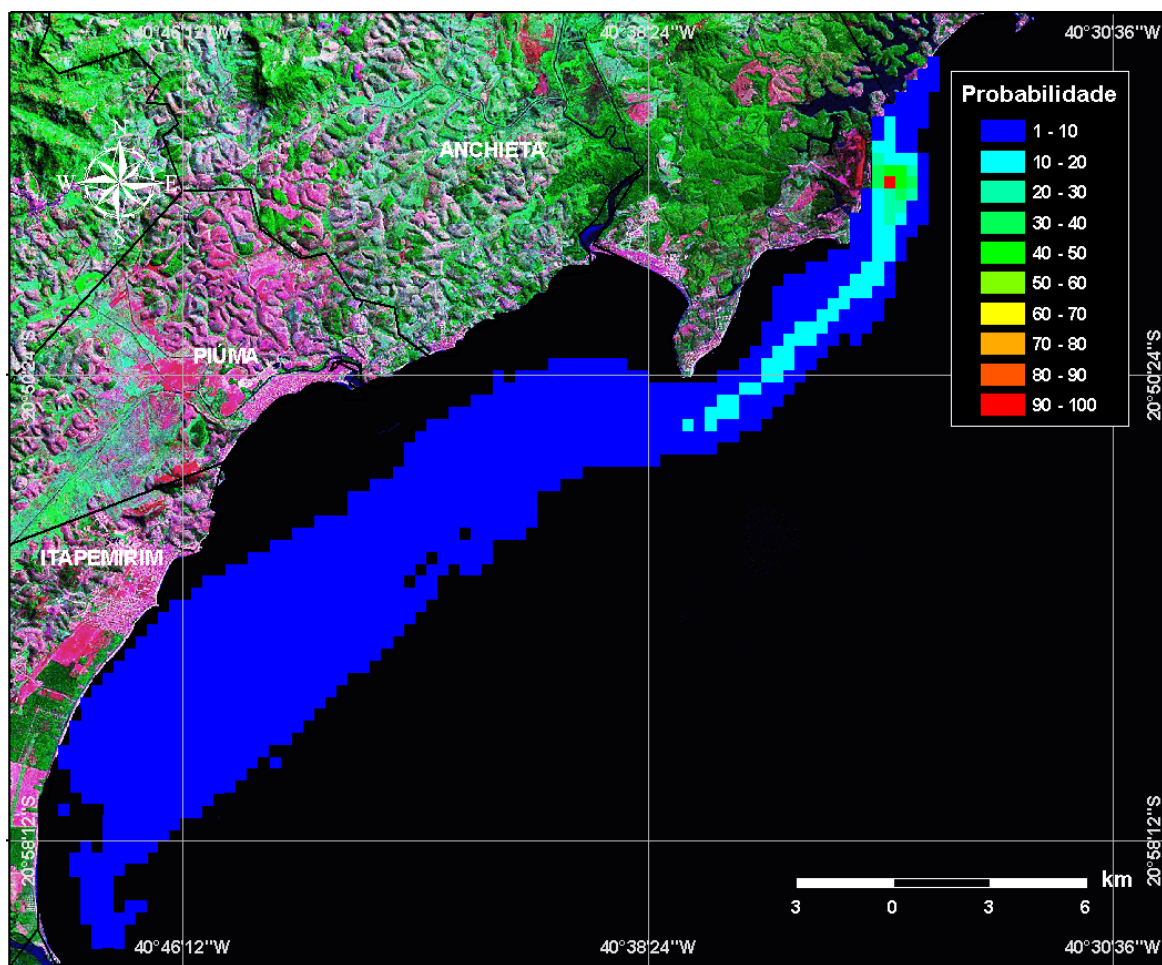 40°46'12''W
40°38'24''W
40°30'36''W
Probabilidade
1 - 10
10 - 20
20 - 30
30 - 40
40 - 50
50 - 60
60 - 70
70 - 80
80 - 90
90 - 100
N
W
E
S
ANCHIETA
PIÚMA
20°50'24''S
20°50'24''S
ITAPEMIRIM
20°58'12''S
20°58'12''S
km
3 0 3 6
40°46'12''W
40°38'24''W
40°30'36''W